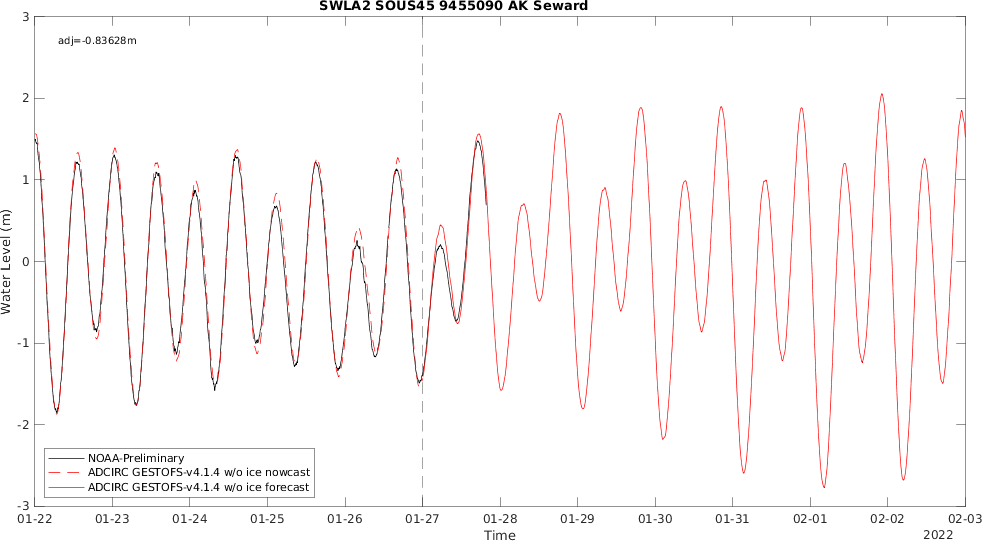 SWLA2 SOUS45 9455090 AK Seward
adj=-0.83628m
3
2
1
0
-1
-2
-3
Water Level (m)
NOAA-Preliminary
ADCIRC GESTOFS-v4.1.4 w/o ice nowcast
ADCIRC GESTOFS-v4.1.4 w/o ice forecast
01-22 01-23 01-24 01-25 01-26 01-27 01-28 01-29 01-30 01-31 02-01 02-02 02-03
Time
2022